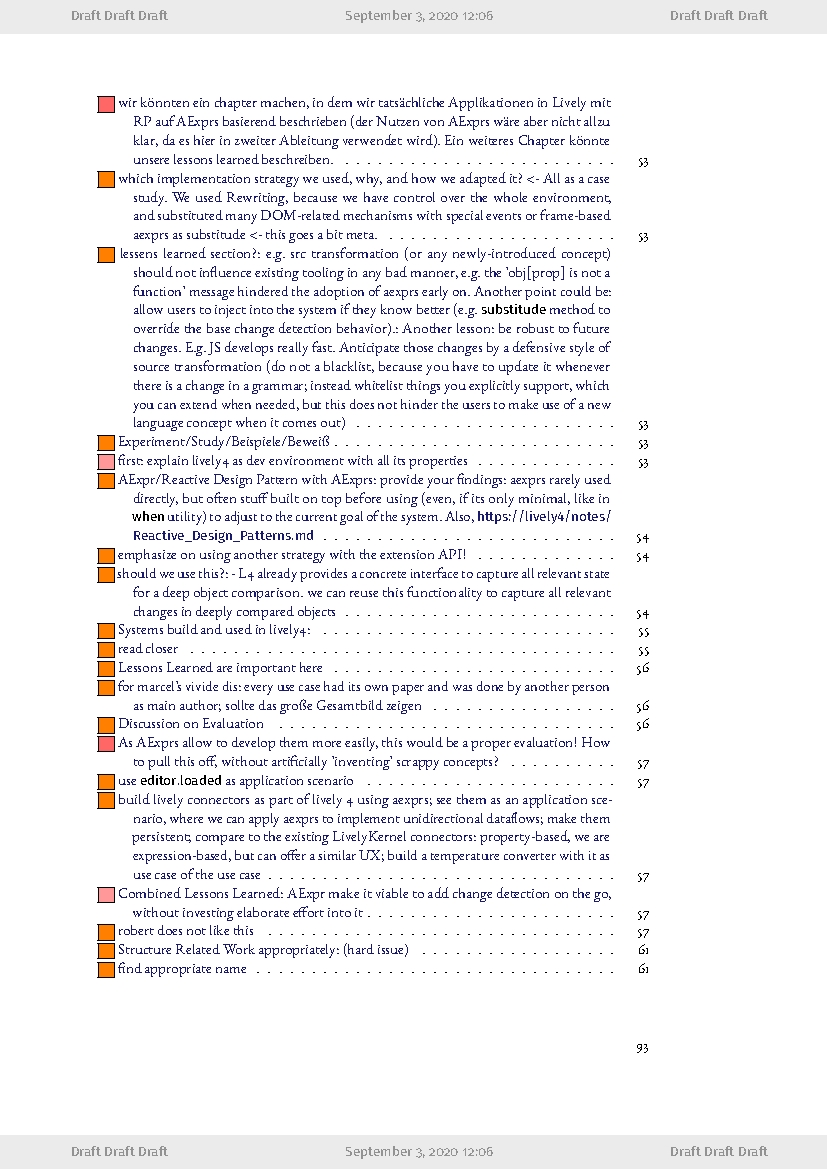 Draft Draft Draft September 3, 2020 12:06 Draft Draft Draft
wir könnten ein chapter machen, in dem wir tatsächliche Applikationen in Lively mit
RP auf AExprs basierend beschrieben (der Nutzen von AExprs wäre aber nicht allzu
klar, da es hier in zweiter Ableitung verwendet wird). Ein weiteres Chapter könnte
unsere lessons learned beschreiben. . . . . . . . . . . . . . . . . . . . . . . . . . . 53
which implementation strategy we used, why, and how we adapted it? <- All as a case
study. We used Rewriting, because we have control over the whole environment,
and substituted many DOM-related mechanisms with special events or frame-based
aexprs as substitude <- this goes a bit meta. . . . . . . . . . . . . . . . . . . . . . 53
lessens learned section?: e.g. src transformation (or any newly-introduced concept)
should not influence existing tooling in any bad manner, e.g. the 'obj[prop] is not a
function' message hindered the adoption of aexprs early on. Another point could be:
allow users to inject into the system if they know better (e.g. substitude method to
override the base change detection behavior).: Another lesson: be robust to future
changes. E.g. JS develops really fast. Anticipate those changes by a defensive style of
source transformation (do not a blacklist, because you have to update it whenever
there is a change in a grammar; instead whitelist things you explicitly support, which
you can extend when needed, but this does not hinder the users to make use of a new
language concept when it comes out) . . . . . . . . . . . . . . . . . . . . . . . . . 53
Experiment/Study/Beispiele/Beweiß . . . . . . . . . . . . . . . . . . . . . . . . . . . 53
first: explain lively4 as dev environment with all its properties . . . . . . . . . . . . . 53
AExpr/Reactive Design Pattern with AExprs: provide your findings: aexprs rarely used
directly, but often stuff built on top before using (even, if its only minimal, like in
when utility) to adjust to the current goal of the system. Also, https://lively4/notes/
Reactive_Design_Patterns.md . . . . . . . . . . . . . . . . . . . . . . . . . . . . 54
emphasize on using another strategy with the extension API! . . . . . . . . . . . . . 54
should we use this?: - L4 already provides a concrete interface to capture all relevant state
for a deep object comparison. we can reuse this functionality to capture all relevant
changes in deeply compared objects . . . . . . . . . . . . . . . . . . . . . . . . . . 54
Systems build and used in lively4: . . . . . . . . . . . . . . . . . . . . . . . . . . . . 55
read closer . . . . . . . . . . . . . . . . . . . . . . . . . . . . . . . . . . . . . . . . 55
Lessons Learned are important here . . . . . . . . . . . . . . . . . . . . . . . . . . . 56
for marcel's vivide dis: every use case had its own paper and was done by another person
as main author; sollte das große Gesamtbild zeigen . . . . . . . . . . . . . . . . . . 56
Discussion on Evaluation . . . . . . . . . . . . . . . . . . . . . . . . . . . . . . . . 56
As AExprs allow to develop them more easily, this would be a proper evaluation! How
to pull this off, without artificially 'inventing' scrappy concepts? . . . . . . . . . . 57
use editor.loaded as application scenario . . . . . . . . . . . . . . . . . . . . . . . . 57
build lively connectors as part of lively 4 using aexprs; see them as an application sce-
nario, where we can apply aexprs to implement unidirectional dataflows; make them
persistent; compare to the existing LivelyKernel connectors: property-based, we are
expression-based, but can offer a similar UX; build a temperature converter with it as
use case of the use case . . . . . . . . . . . . . . . . . . . . . . . . . . . . . . . . . 57
Combined Lessons Learned: AExpr make it viable to add change detection on the go,
without investing elaborate effort into it . . . . . . . . . . . . . . . . . . . . . . . . 57
robert does not like this . . . . . . . . . . . . . . . . . . . . . . . . . . . . . . . . . 57
Structure Related Work appropriately: (hard issue) . . . . . . . . . . . . . . . . . . . 61
find appropriate name . . . . . . . . . . . . . . . . . . . . . . . . . . . . . . . . . . 61
93
Draft Draft Draft September 3, 2020 12:06 Draft Draft Draft